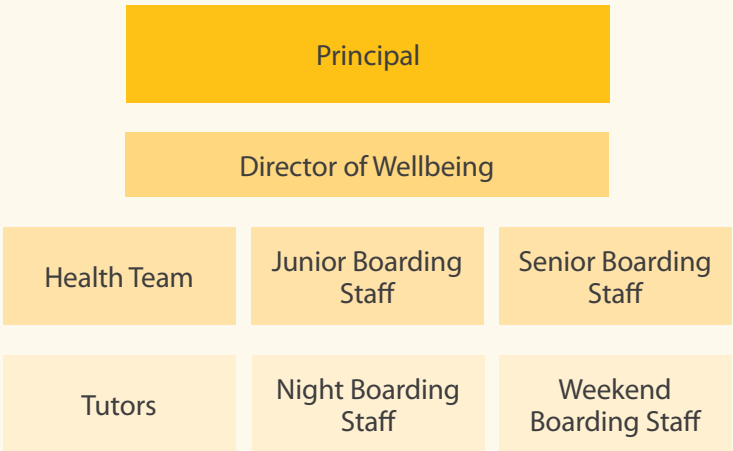 Principal
Director of Wellbeing
Health Team
Junior Boarding
Staff
Senior Boarding
Staff
Tutors
Night Boarding
Staff
Weekend
Boarding Staff